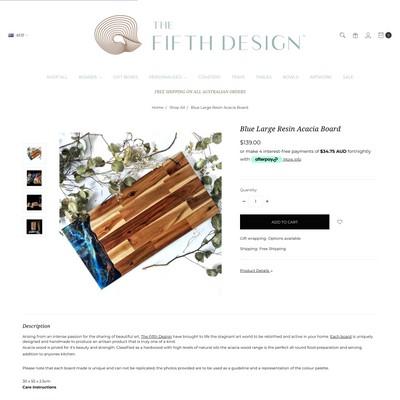 THE
FIFTH DESIGN
AUD
0
SHOP ALL BOARDS GIFT BOXES PERSONALISED COASTERS TRAYS TABLES BOWLS ARTWORK SALE
FREE SHIPPING ON ALL AUSTRALIAN ORDERS
Home / Shop All / Blue Large Resin Acacia Board
Blue Large Resin Acacia Board
$139.00
or make 4 interest-free payments of $34.75 AUD fortnightly
with afterpay More info
Quantity
- 1 +
ADD TO CART
Gift wrapping: Options available
Shipping: Free Shipping
Product Details
Description
Arising from an intense passion for the sharing of beautiful art, The Fifth Design have brought to life the stagnant art world to be rebirthed and active in your home. Each board is uniquely
designed and handmade to produce an artisan product that is truly one of a kind.
Acacia wood is prized for it's beauty and strength. Classified as a hardwood with high levels of natural oils the acacia wood range is the perfect all round food preparation and serving
addition to anyones kitchen.
Please note that each board made is unique and can not be replicated, the photos provided are to be used as a guideline and a representation of the colour palette.
30 x 50 x 2.5cm
Care Instructions